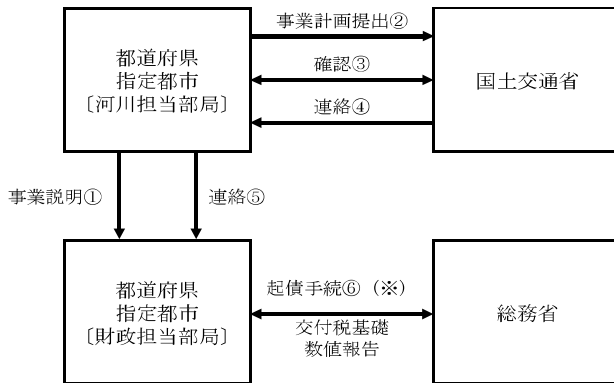 事業計画提出②
都道府県
指定都市
〔河川担当部局〕
確認③
国土交通省
連絡④
事業説明①
連絡⑤
都道府県
指定都市
〔財政担当部局〕
起債手続⑥（※）
総務省
交付税基礎
数値報告